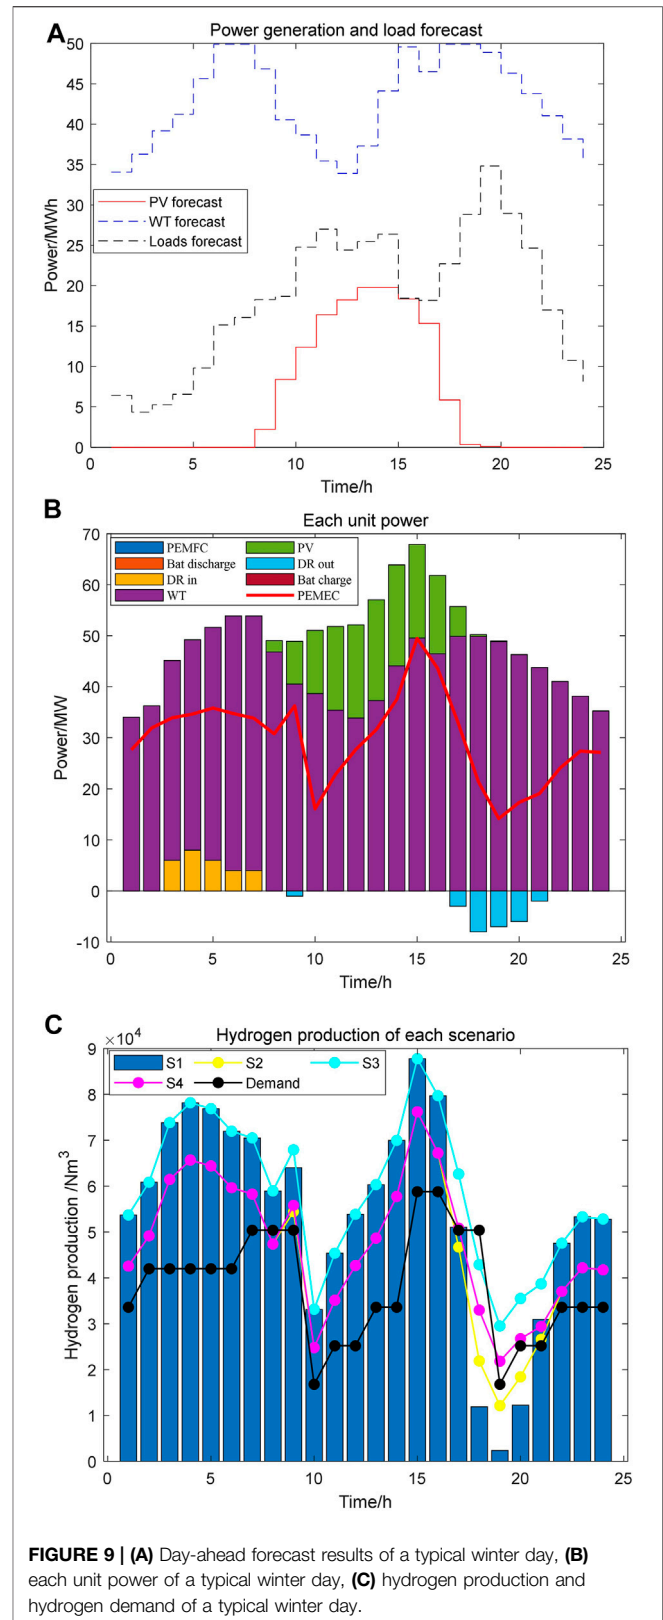 A
Power generation and load forecast
50
45
40
35
30
25
20
15
10
5
0
Power/MWh
PV forecast
WT forecast
Loads forecast
0 5 10 15 20 25
Time/h
B
Each unit power
70
60
50
40
30
20
10
0
-10
Power/MW
PEMFC PV
Bat discharge DR out
DR in Bat charge
WT PEMEC
0 5 10 15 20 25
Time/h
C
×10⁴
Hydrogen production of each scenario
9
8
7
6
5
4
3
2
1
0
Hydrogen production /Nm³
S1 S2 S3
S4 Demand
0 5 10 15 20 25
Time/h
FIGURE 9 | (A) Day-ahead forecast results of a typical winter day, (B)
each unit power of a typical winter day, (C) hydrogen production and
hydrogen demand of a typical winter day.